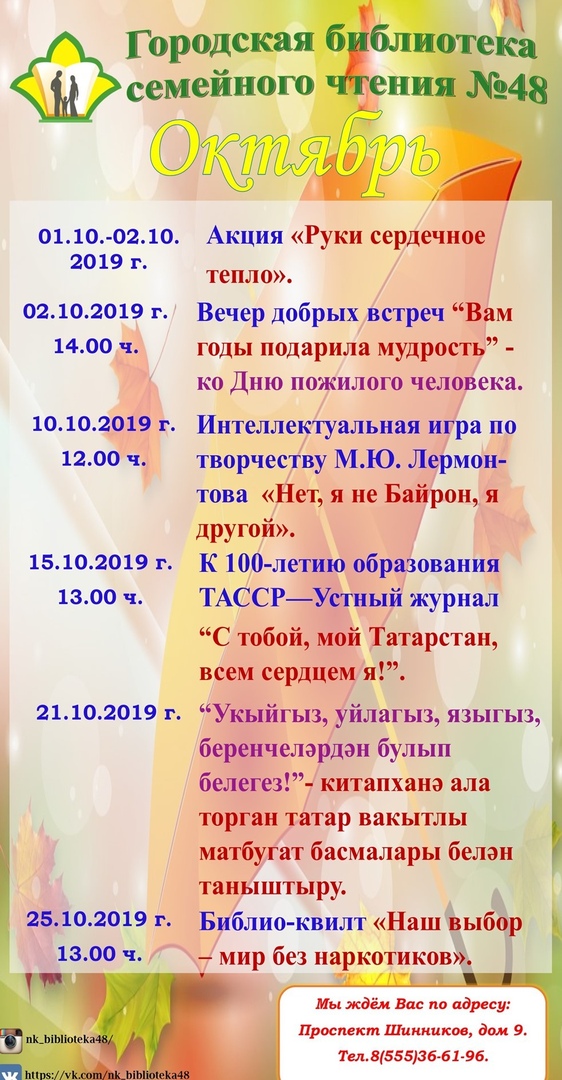 Городская библиотека
семейного чтения №48
Октябрь
01.10.-02.10.
2019 г.
Акция «Руки сердечное
тепло».
02.10.2019 г.
14.00 ч.
Вечер добрых встреч “Вам
годы подарила мудрость” -
ко Дню пожилого человека.
10.10.2019 г.
12.00 ч.
Интеллектуальная игра по
творчеству М.Ю. Лермон-
това «Нет, я не Байрон, я
другой».
15.10.2019 г.
13.00 ч.
К 100-летию образования
ТАССР—Устный журнал
“С тобой, мой Татарстан,
всем сердцем я!”.
21.10.2019 г.
“Укыйгыз, уйлагыз, языгыз,
беренчеләрдән булып
белегез!”- китапханә ала
торган татар вакытлы
матбугат басмалары белән
таныштыру.
25.10.2019 г.
13.00 ч.
Библио-квилт «Наш выбор
– мир без наркотиков».
Мы ждём Вас по адресу:
Проспект Шинников, дом 9.
Тел.8(555)36-61-96.
nk_biblioteka48/
https://vk.com/nk_biblioteka48